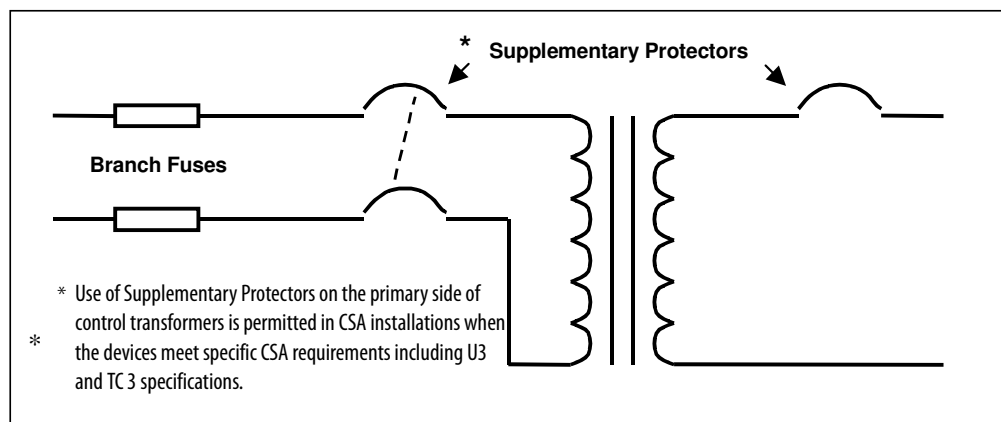 * Supplementary Protectors
Branch Fuses
* Use of Supplementary Protectors on the primary side of
control transformers is permitted in CSA installations when
*
the devices meet specific CSA requirements including U3
and TC 3 specifications.